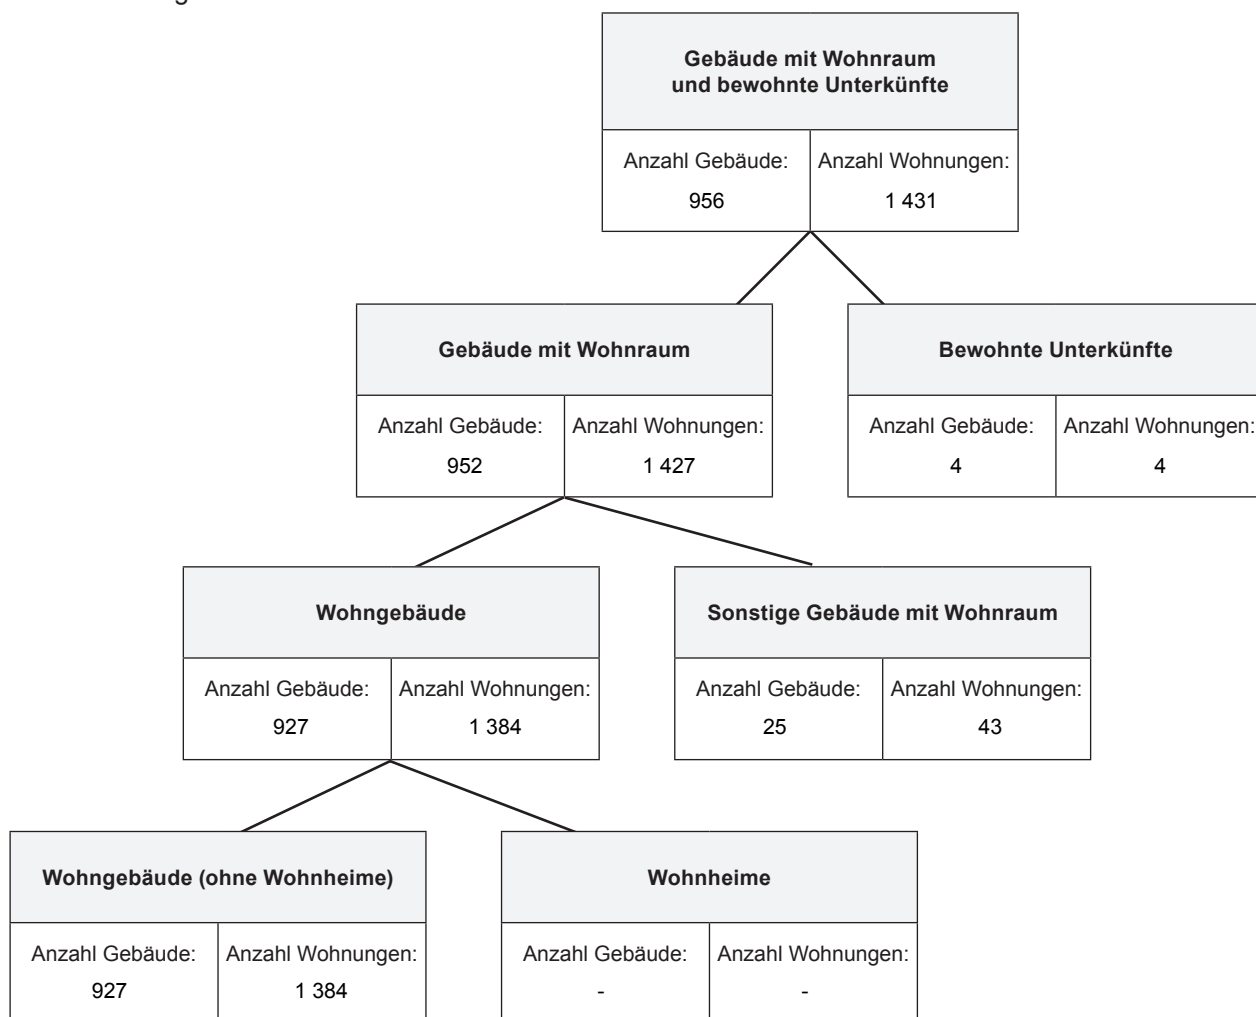 Gebäude mit Wohnraum
und bewohnte Unterkünfte
Anzahl Gebäude: Anzahl Wohnungen:
956 1 431
Gebäude mit Wohnraum Bewohnte Unterkünfte
Anzahl Gebäude: Anzahl Wohnungen: Anzahl Gebäude: Anzahl Wohnungen:
952 1 427 4 4
Wohngebäude Sonstige Gebäude mit Wohnraum
Anzahl Gebäude: Anzahl Wohnungen: Anzahl Gebäude: Anzahl Wohnungen:
927 1 384 25 43
Wohngebäude (ohne Wohnheime) Wohnheime
Anzahl Gebäude: Anzahl Wohnungen: Anzahl Gebäude: Anzahl Wohnungen:
927 1 384 - -